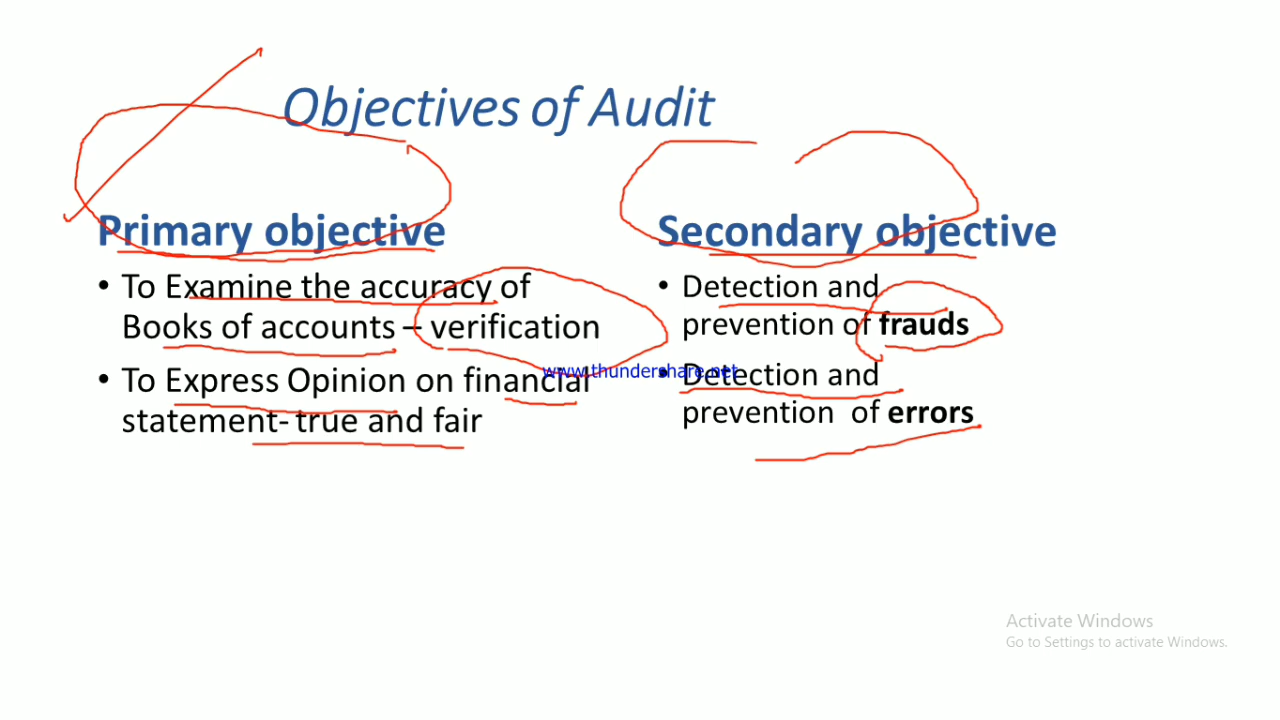 Objectives of Audit
Primary objective
• To Examine the accuracy of
Books of accounts – verification
• To Express Opinion on financial
statement- true and fair
Secondary objective
• Detection and
prevention of frauds
• Detection and
prevention of errors
www.thundershare.net
Activate Windows
Go to Settings to activate Windows.